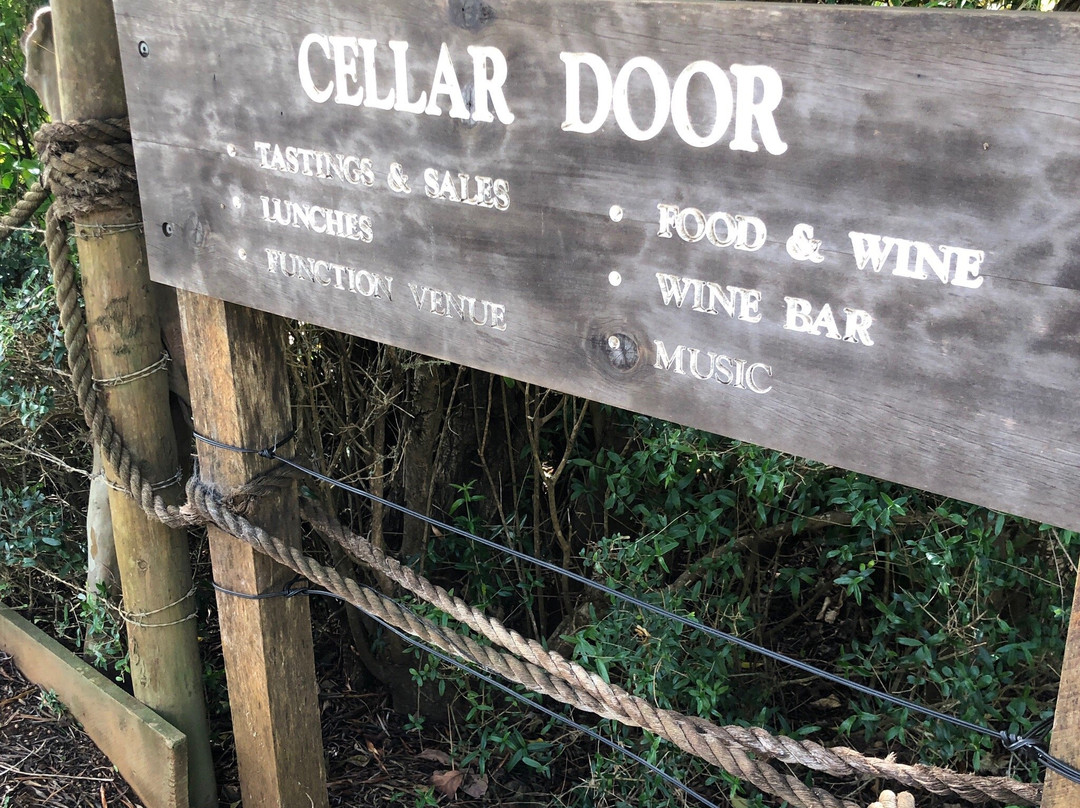 CELLAR DOOR
• TASTINGS & SALES
• LUNCHES
• FUNCTION VENUE
• FOOD & WINE
• WINE BAR
• MUSIC